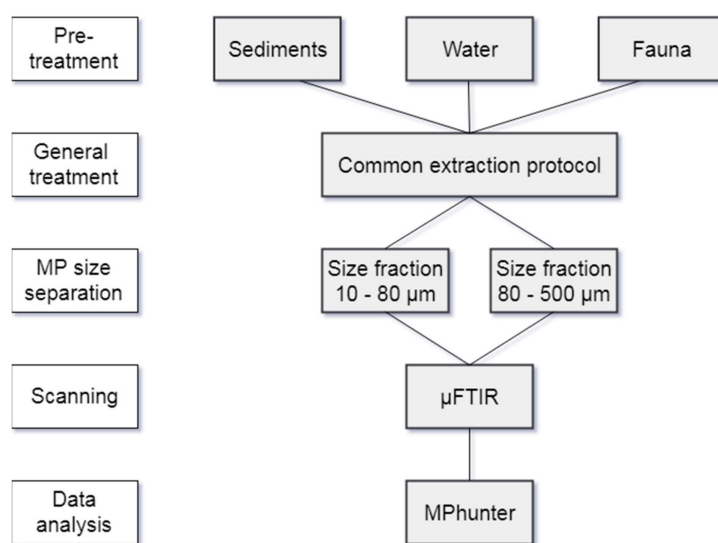 Pre-
treatment
Sediments
Water
Fauna
General
treatment
Common extraction protocol
MP size
separation
Size fraction
10 - 80 µm
Size fraction
80 - 500 µm
Scanning
µFTIR
Data
analysis
MPhunter